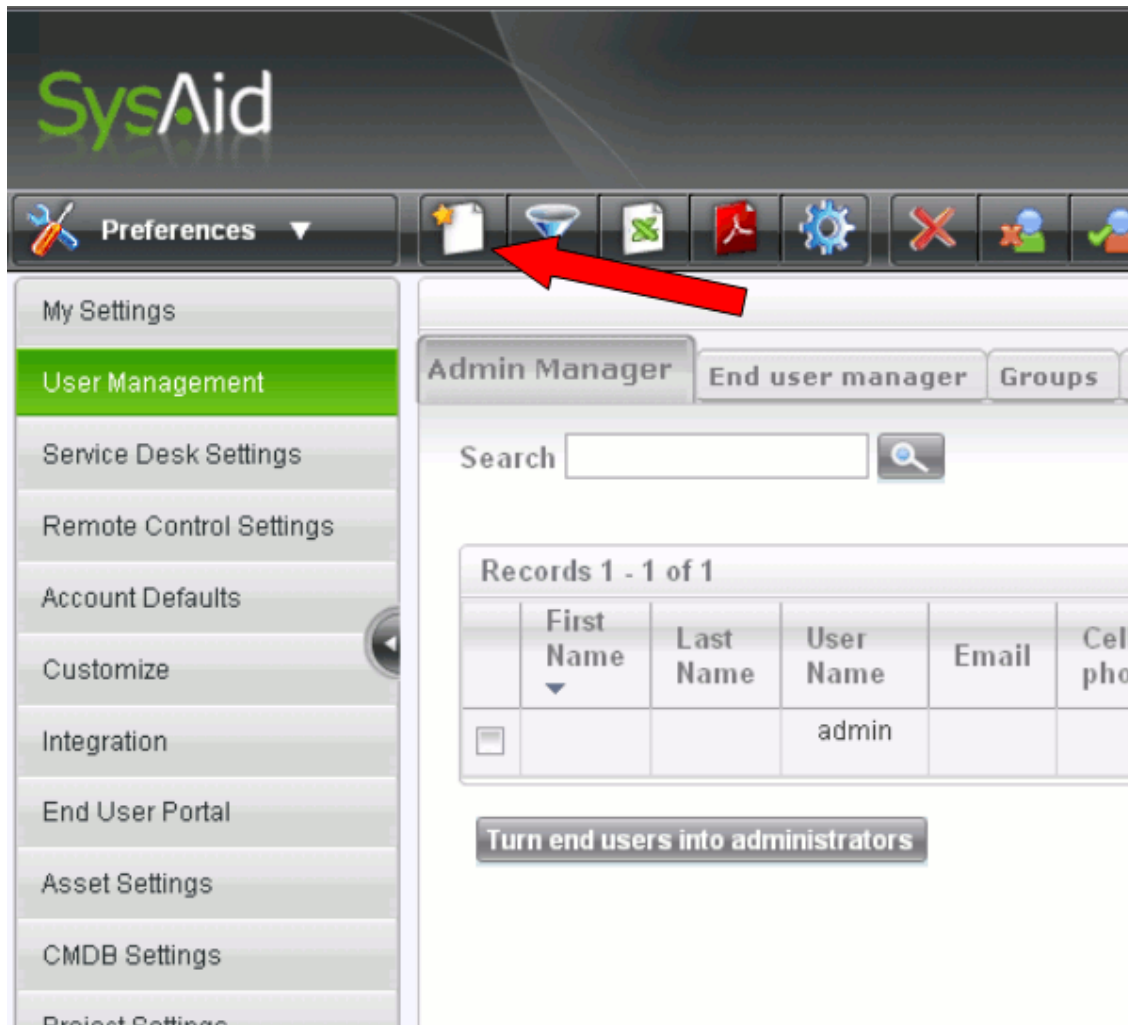 SysAid
Preferences
My Settings
User Management
Service Desk Settings
Remote Control Settings
Account Defaults
Customize
Integration
End User Portal
Asset Settings
CMDB Settings
Admin Manager
End user manager
Groups
Search
Records 1 - 1 of 1
First Name
Last Name
User Name
Email
Cel
pho
admin
Turn end users into administrators